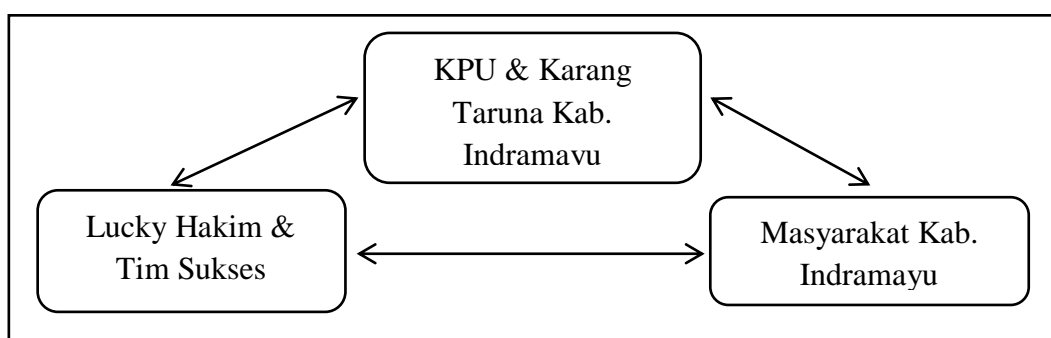 KPU & Karang
Taruna Kab.
Indramayu
Lucky Hakim &
Tim Sukses
Masyarakat Kab.
Indramayu